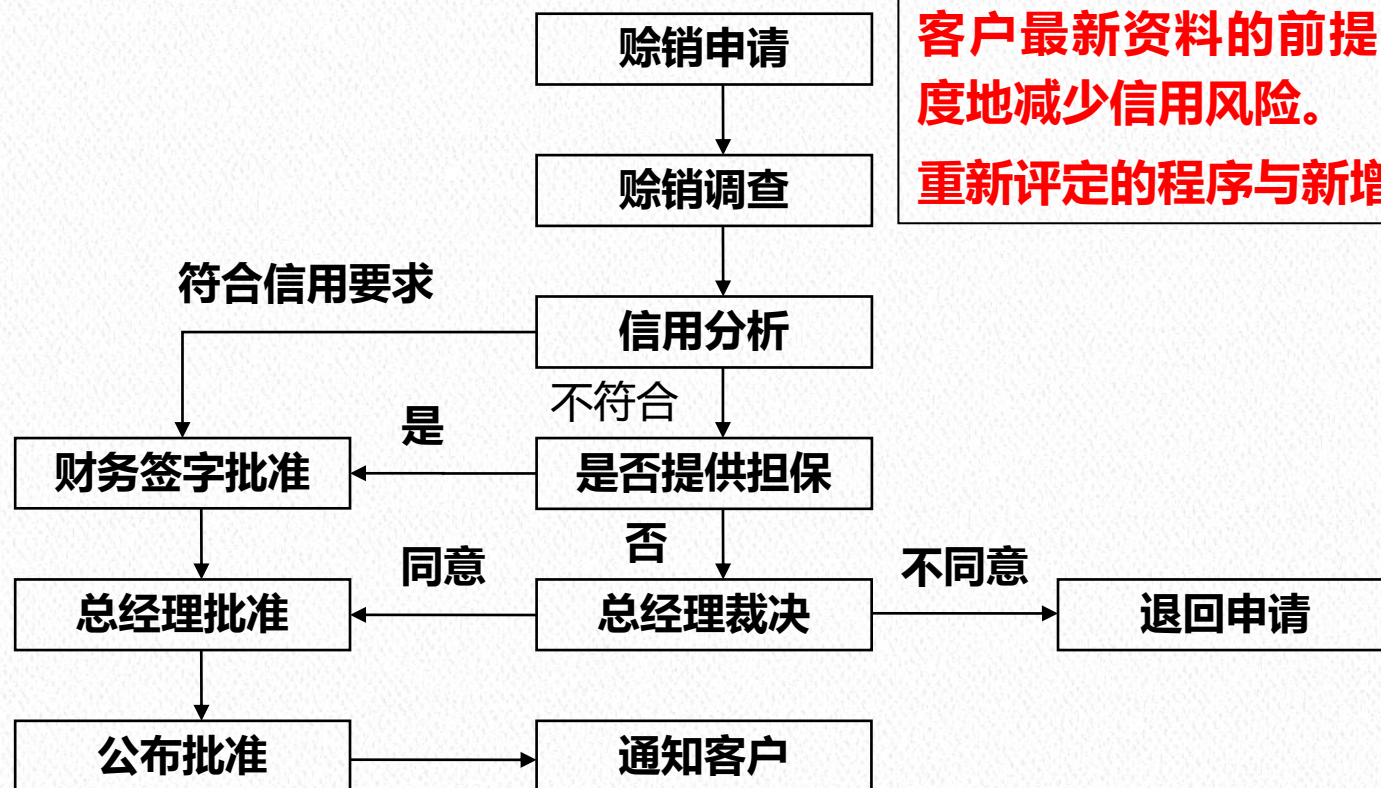 赊销申请
客户最新资料的前提
度地减少信用风险。
重新评定的程序与新增
赊销调查
符合信用要求
信用分析
不符合
是
财务签字批准
是否提供担保
否
同意
不同意
总经理批准
总经理裁决
退回申请
公布批准
通知客户